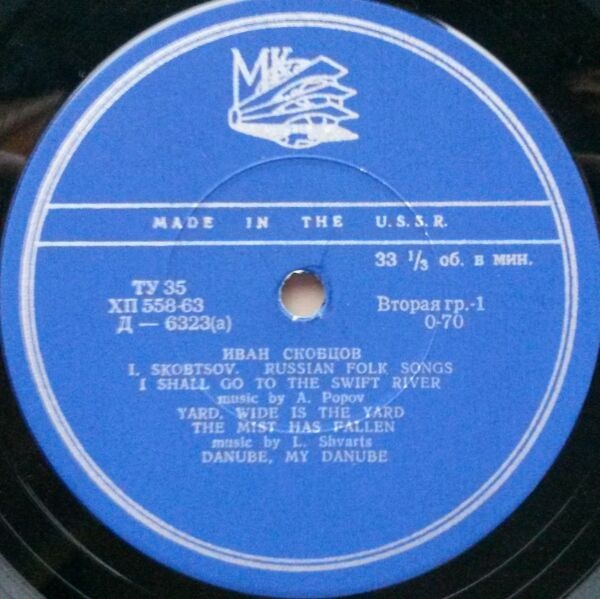 МК
MADE IN THE U.S.S.R.
33 1/3 об. в мин.
ТУ 35
ХП 558-63
Д — 6323(а)
Вторая гр.-1
0-70
ИВАН СКОБЦОВ
I. SKOBTSOV. RUSSIAN FOLK SONGS
I SHALL GO TO THE SWIFT RIVER
music by A. Popov
YARD, WIDE IS THE YARD
THE MIST HAS FALLEN
music by L. Shvarts
DANUBE, MY DANUBE